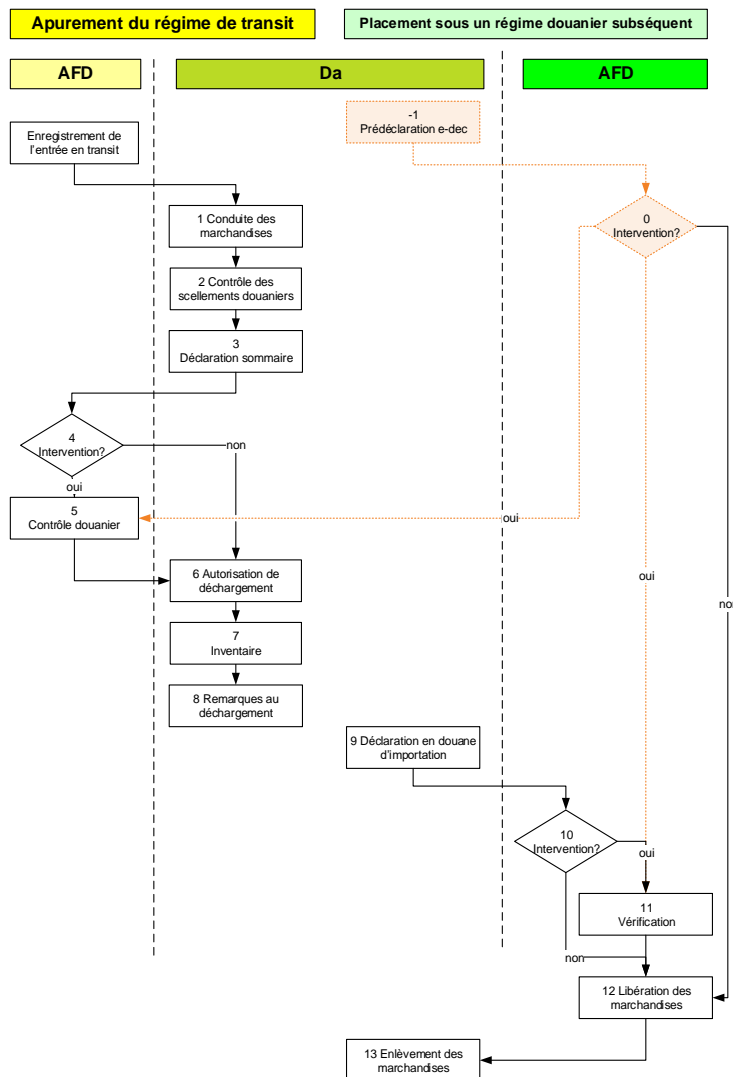 Apurement du régime de transit
Placement sous un régime douanier subséquent
AFD
Da
AFD
-1
Prédéclaration e-dec
Enregistrement de
l'entrée en transit
0
Intervention?
1 Conduite des
marchandises
2 Contrôle des
scellements douaniers
3
Déclaration sommaire
4
Intervention?
non
oui
5
Contrôle douanier
oui
6 Autorisation de
déchargement
oui
non
7
Inventaire
8 Remarques au
déchargement
9 Déclaration en douane
d'importation
10
Intervention?
oui
11
Vérification
non
12 Libération des
marchandises
13 Enlèvement des
marchandises